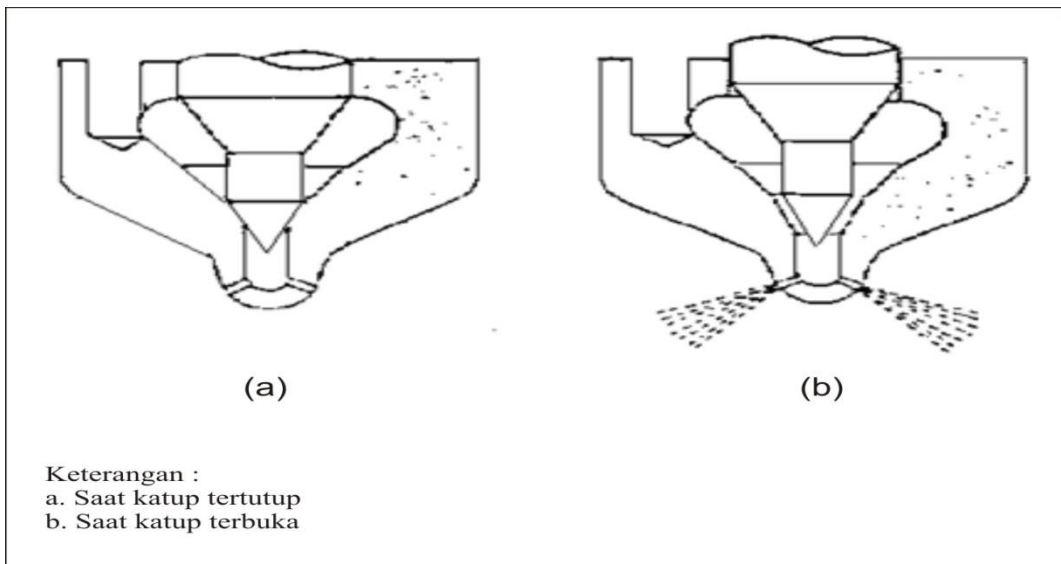 (a) (b)
Keterangan :
a. Saat katup tertutup
b. Saat katup terbuka